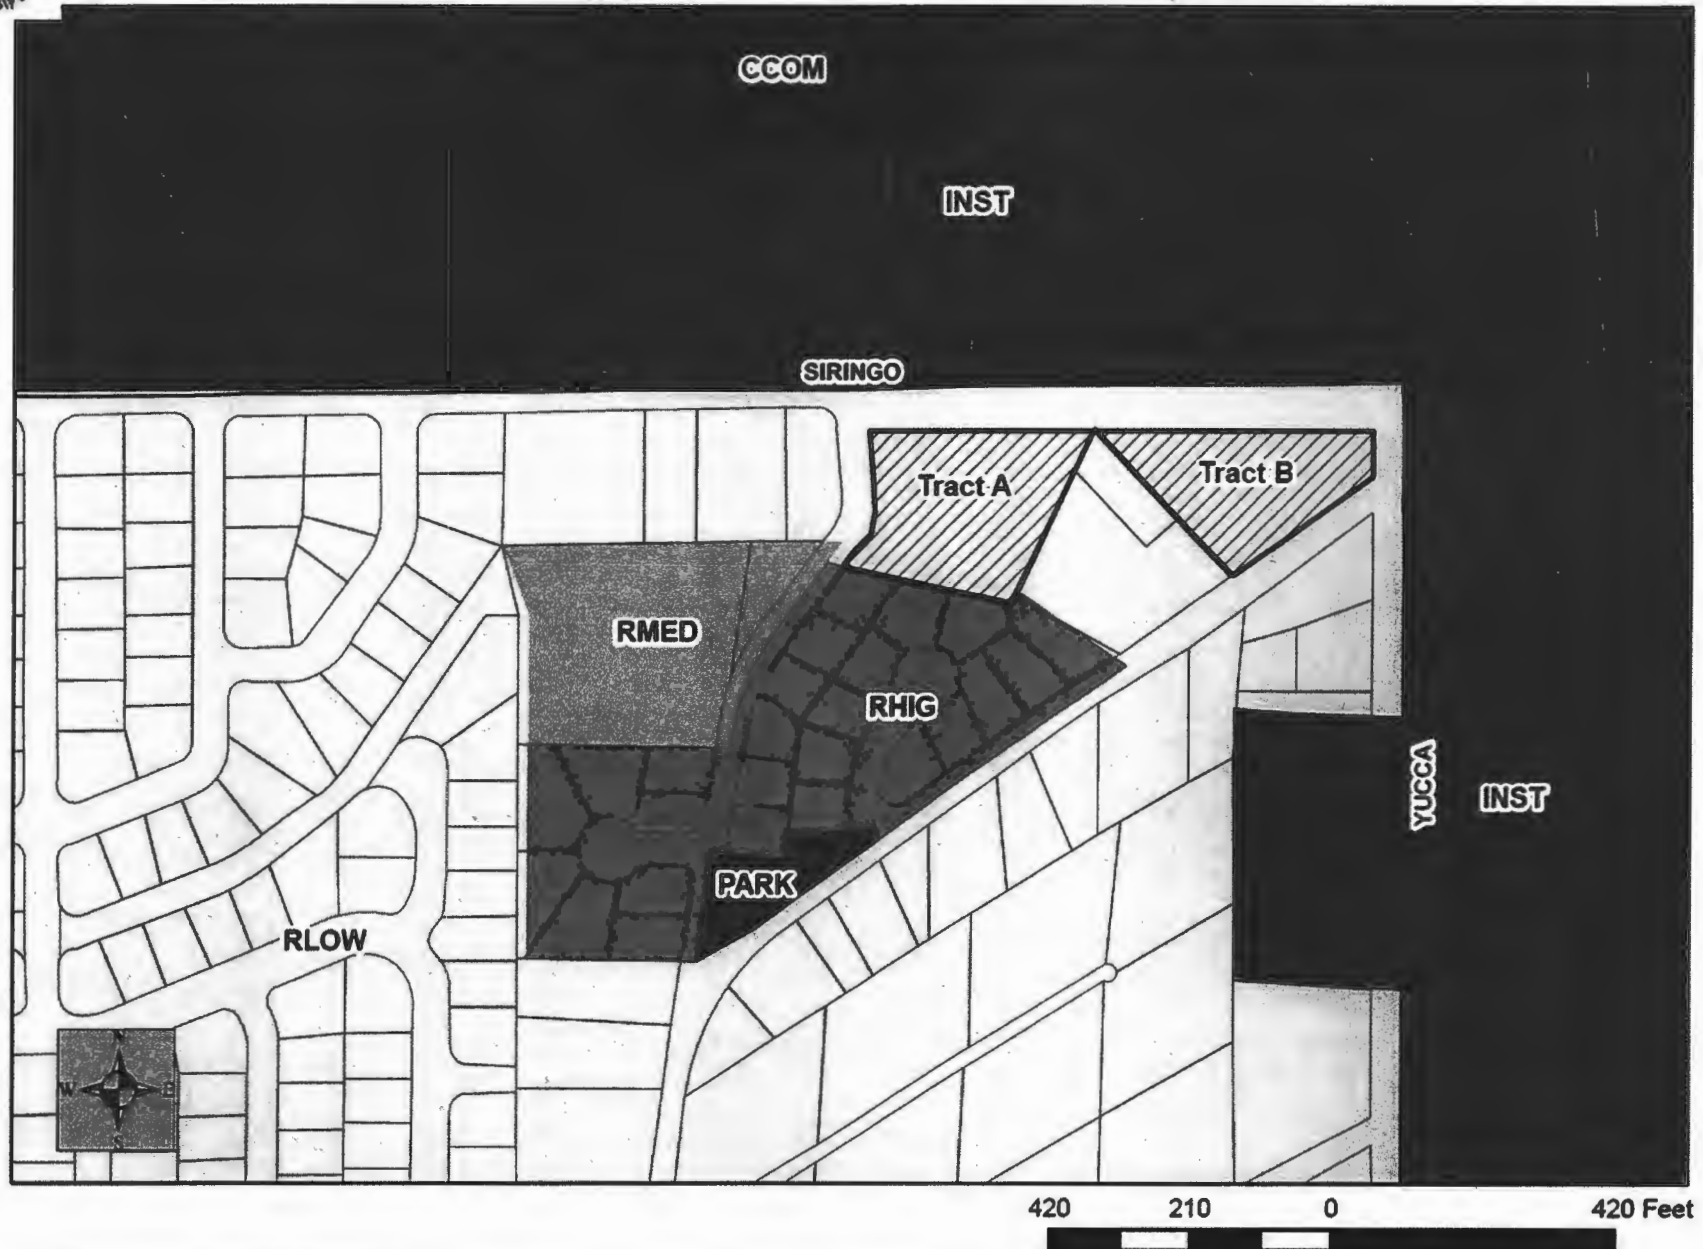 CCOM
INST
SIRINGO
Tract A
Tract B
RMED
RHIG
YUCCA
INST
PARK
RLOW
N
W E
S
420 210 0 420 Feet